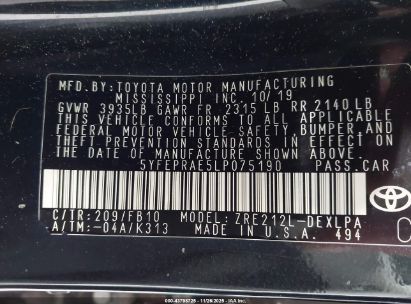 MFD. BY: TOYOTA MOTOR MANUFACTURING
MISSISSIPPI INC. 10/19
GVWR 3935LB GAWR FR 2315 LB RR 2140 LB
THIS VEHICLE CONFORMS TO ALL APPLICABLE
FEDERAL MOTOR VEHICLE SAFETY, BUMPER, AND
THEFT PREVENTION STANDARDS IN EFFECT ON
THE DATE OF MANUFACTURE SHOWN ABOVE.
5YFEPRAE5LP075190 PASS. CAR
C/TR: 209/FB10 MODEL: ZRE212L-DEXLPA
A/TM: -04A/K313 MADE IN U.S.A. 494
TOYOTA
C